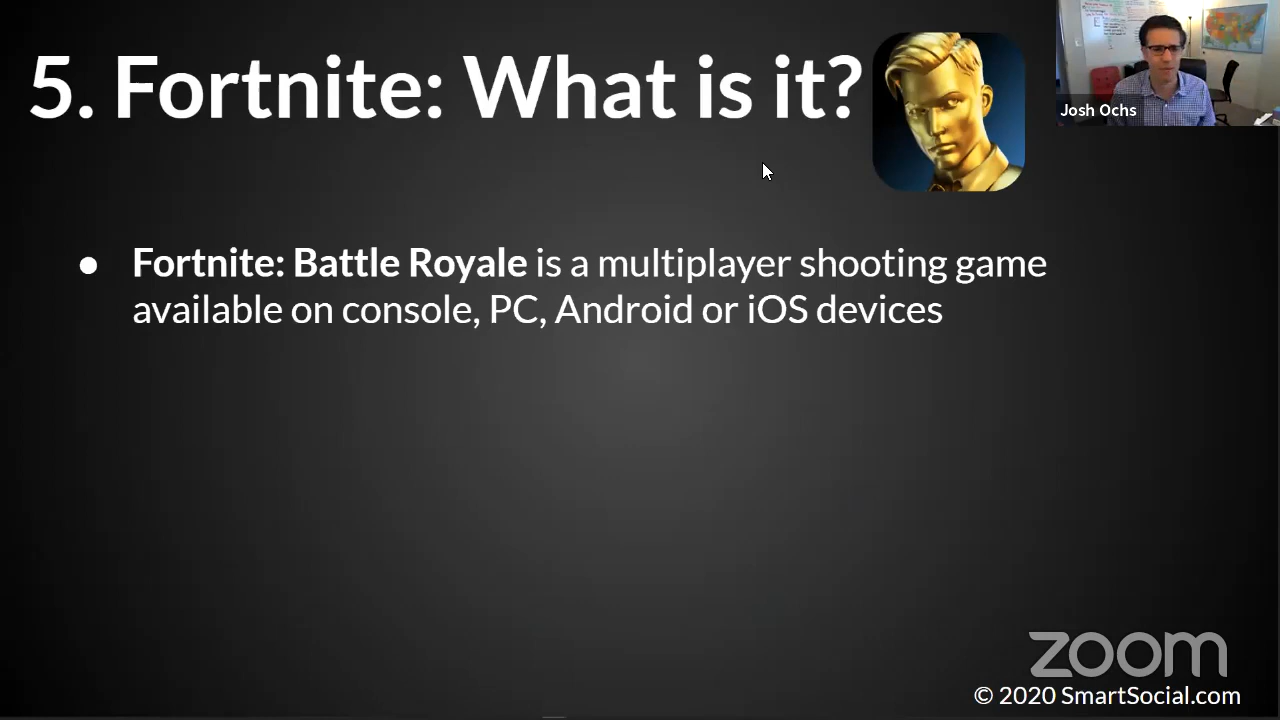 5. Fortnite: What is it?
Josh Ochs
● Fortnite: Battle Royale is a multiplayer shooting game
available on console, PC, Android or iOS devices
zoom
© 2020 SmartSocial.com